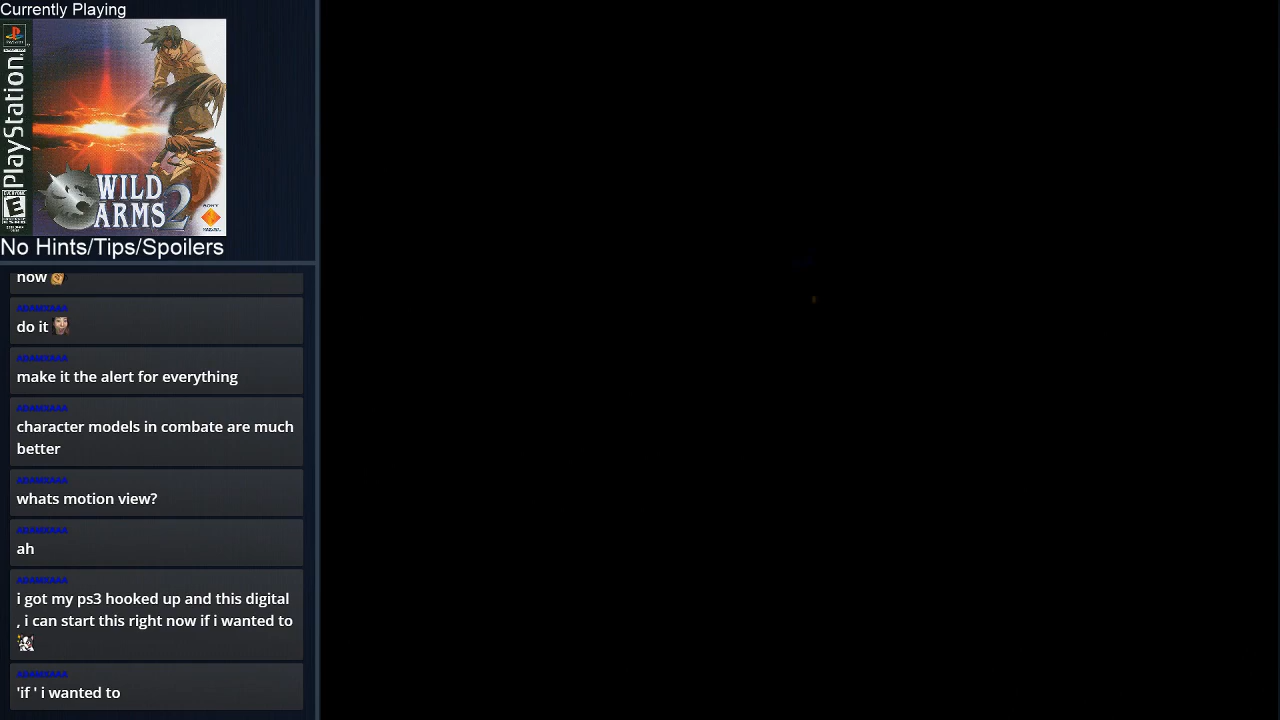 Currently Playing
PlayStation
WILD
ARMS
2
EVERYONE
E
SONY
No Hints/Tips/Spoilers
now
do it
make it the alert for everything
character models in combate are much
better
whats motion view?
ah
i got my ps3 hooked up and this digital
, i can start this right now if i wanted to
'if ' i wanted to